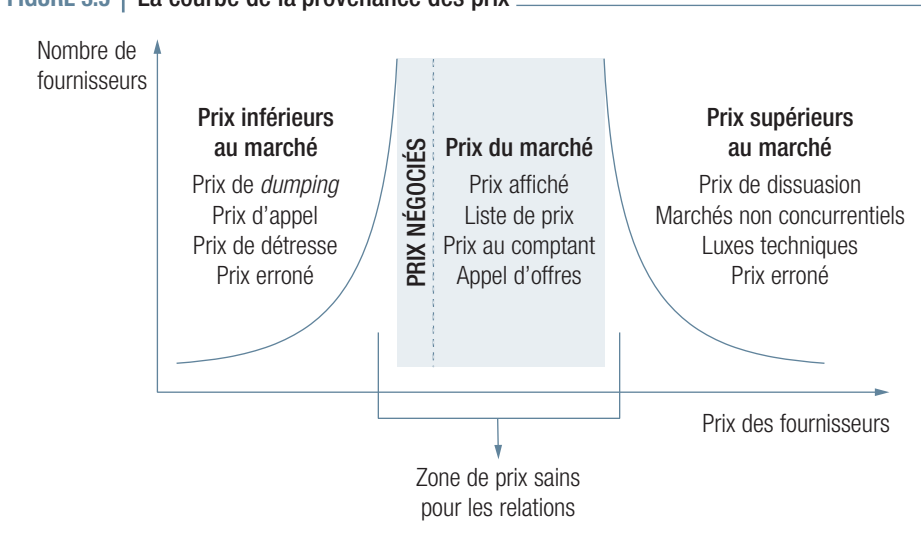 FIGURE 3.5 | La courbe de la provenance des prix
Nombre de
fournisseurs
Prix inférieurs
au marché
Prix de dumping
Prix d'appel
Prix de détresse
Prix erroné
PRIX NÉGOCIÉS
Prix du marché
Prix affiché
Liste de prix
Prix au comptant
Appel d'offres
Prix supérieurs
au marché
Prix de dissuasion
Marchés non concurrentiels
Luxes techniques
Prix erroné
Prix des fournisseurs
Zone de prix sains
pour les relations